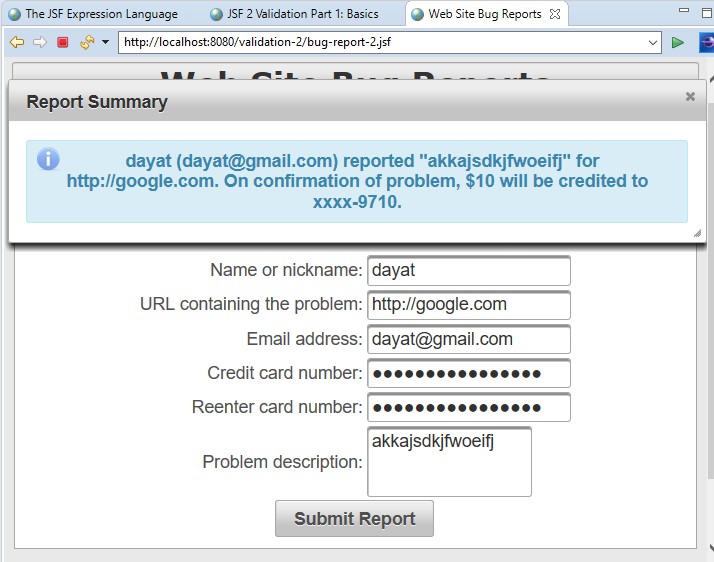 The JSF Expression Language JSF 2 Validation Part 1: Basics Web Site Bug Reports
http://localhost:8080/validation-2/bug-report-2.jsf
Web Site Bug Reports
Report Summary
dayat (dayat@gmail.com) reported "akkajsdkjfwoeifj" for
http://google.com. On confirmation of problem, $10 will be credited to
xxxx-9710.
Name or nickname: dayat
URL containing the problem: http://google.com
Email address: dayat@gmail.com
Credit card number: ●●●●●●●●●●●●●●●●
Reenter card number: ●●●●●●●●●●●●●●●●
akkajsdkjfwoeifj
Problem description:
Submit Report